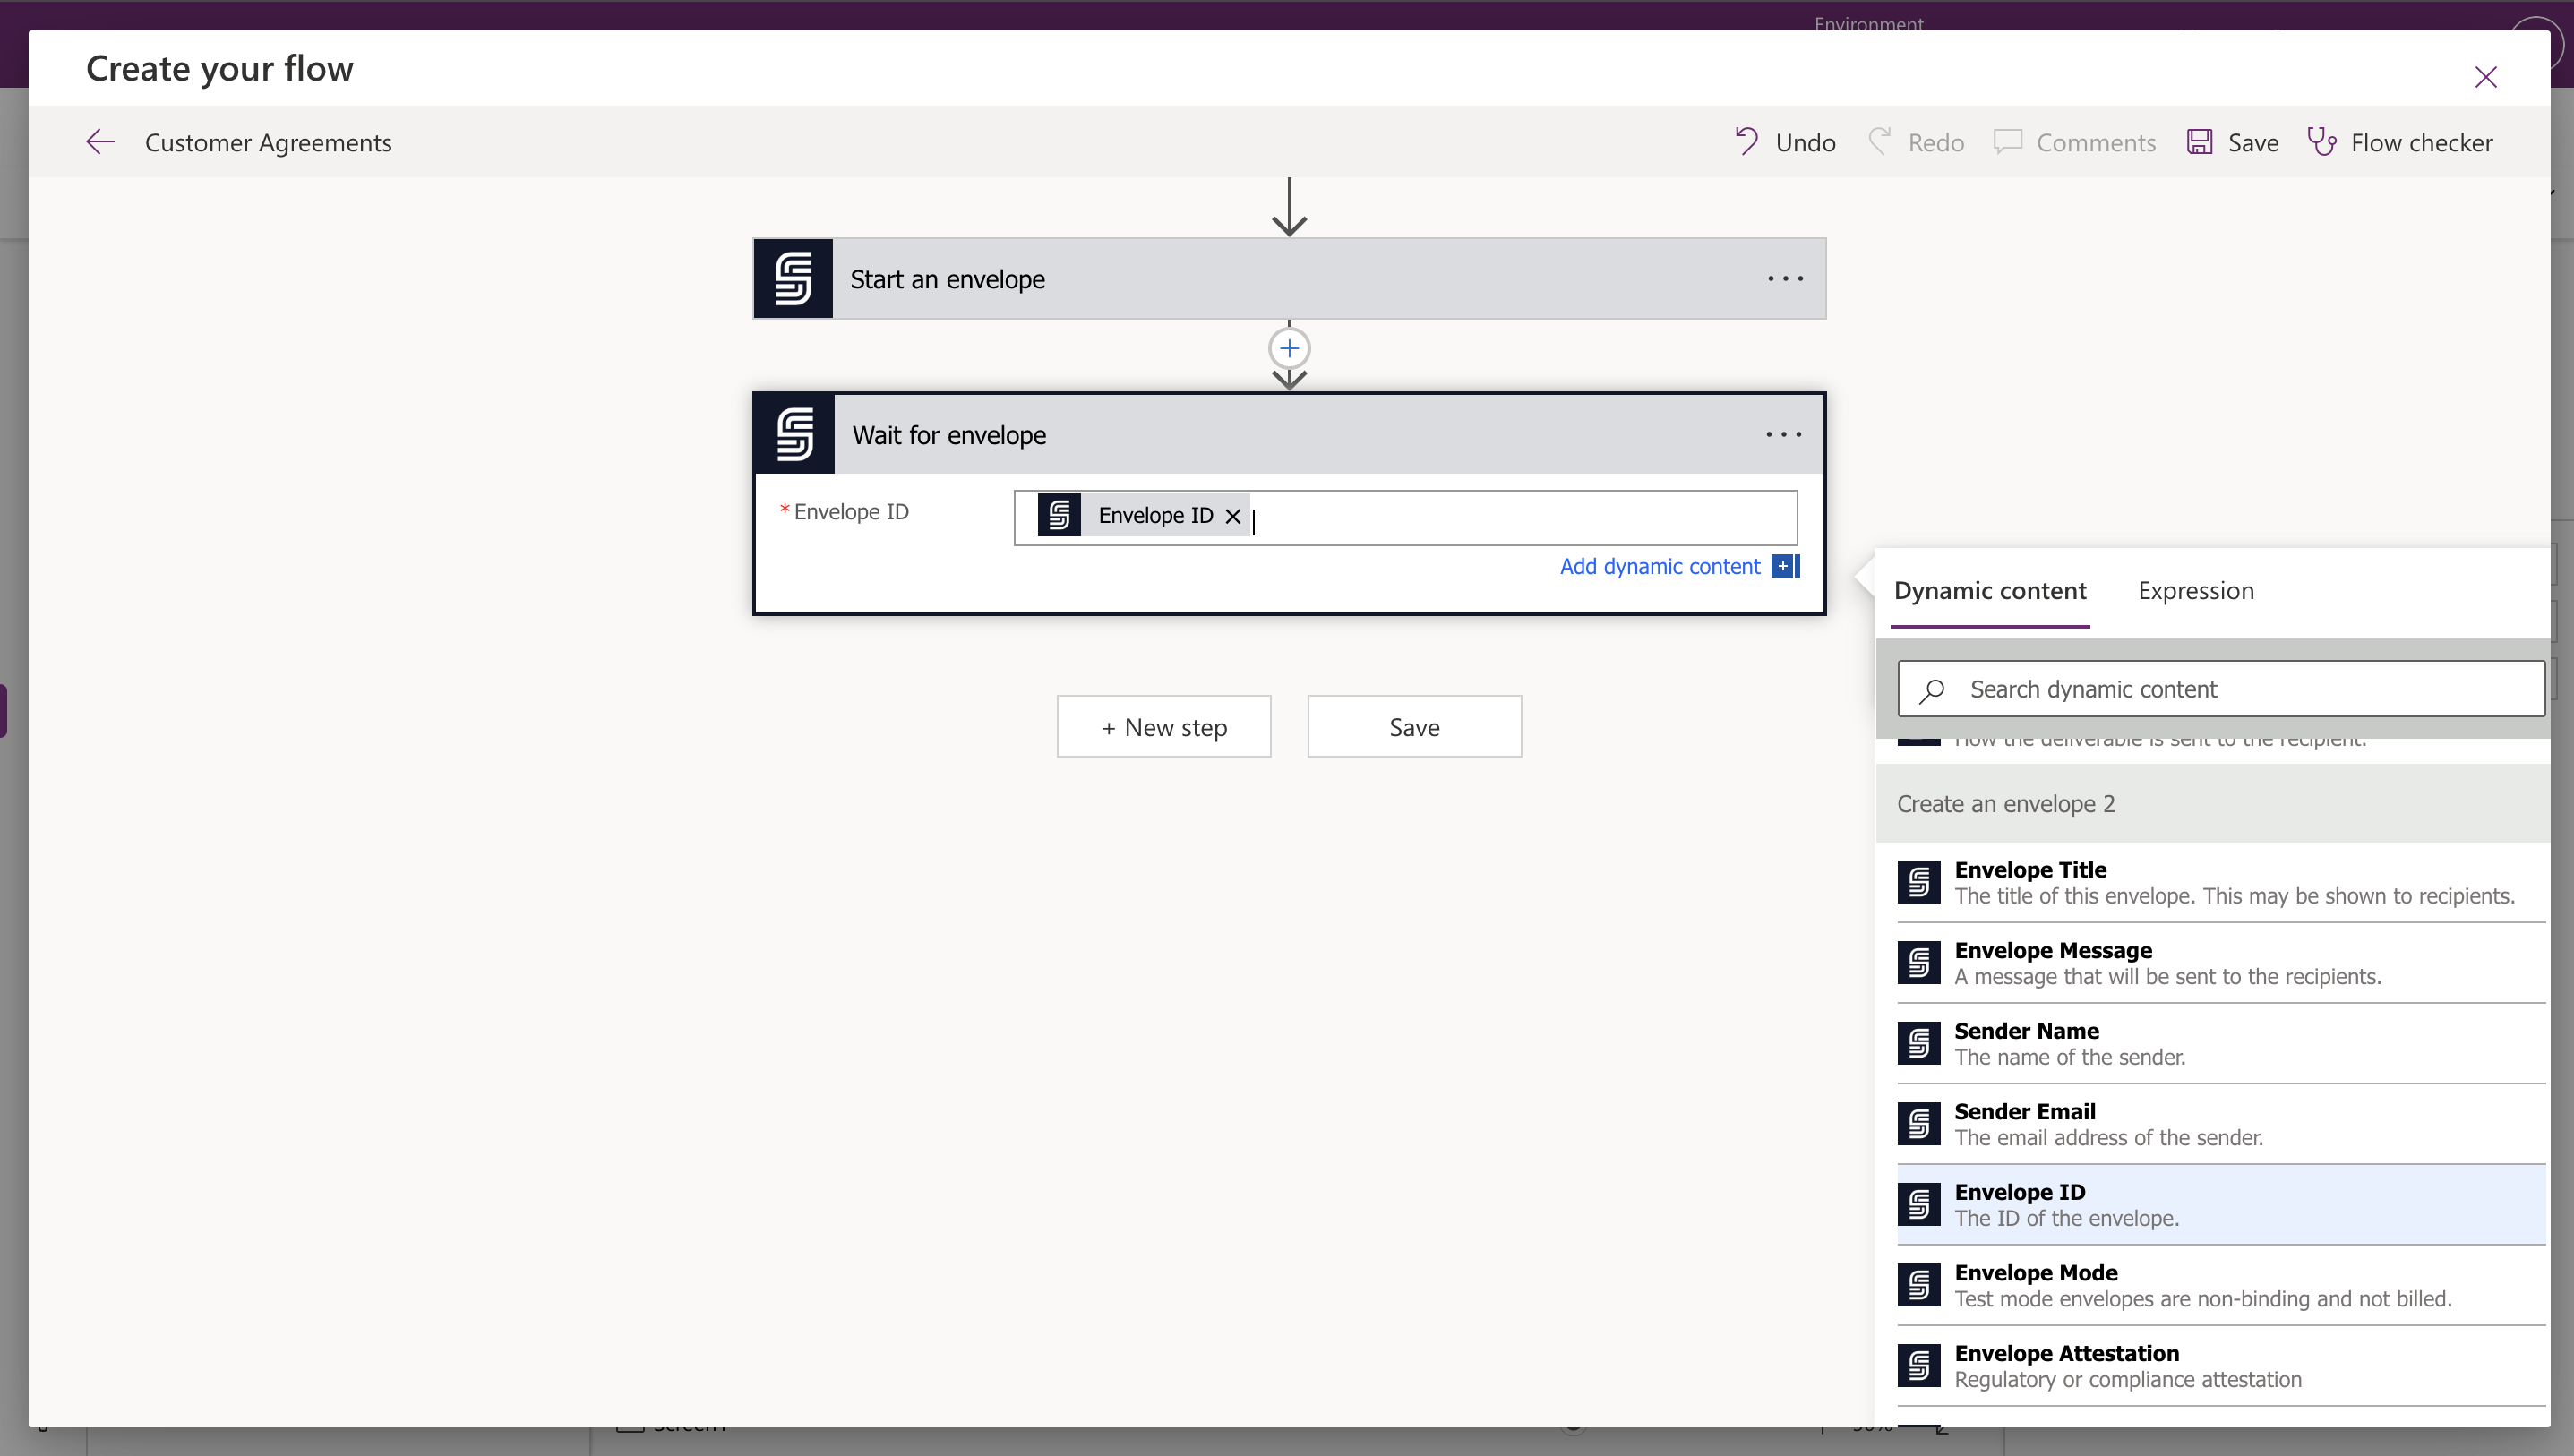 Environment
Create your flow
Customer Agreements
Undo
Redo
Comments
Save
Flow checker
Start an envelope
Wait for envelope
* Envelope ID
Envelope ID
Add dynamic content
+ New step
Save
Dynamic content
Expression
Search dynamic content
How the deliverable is sent to the recipient.
Create an envelope 2
Envelope Title
The title of this envelope. This may be shown to recipients.
Envelope Message
A message that will be sent to the recipients.
Sender Name
The name of the sender.
Sender Email
The email address of the sender.
Envelope ID
The ID of the envelope.
Envelope Mode
Test mode envelopes are non-binding and not billed.
Envelope Attestation
Regulatory or compliance attestation